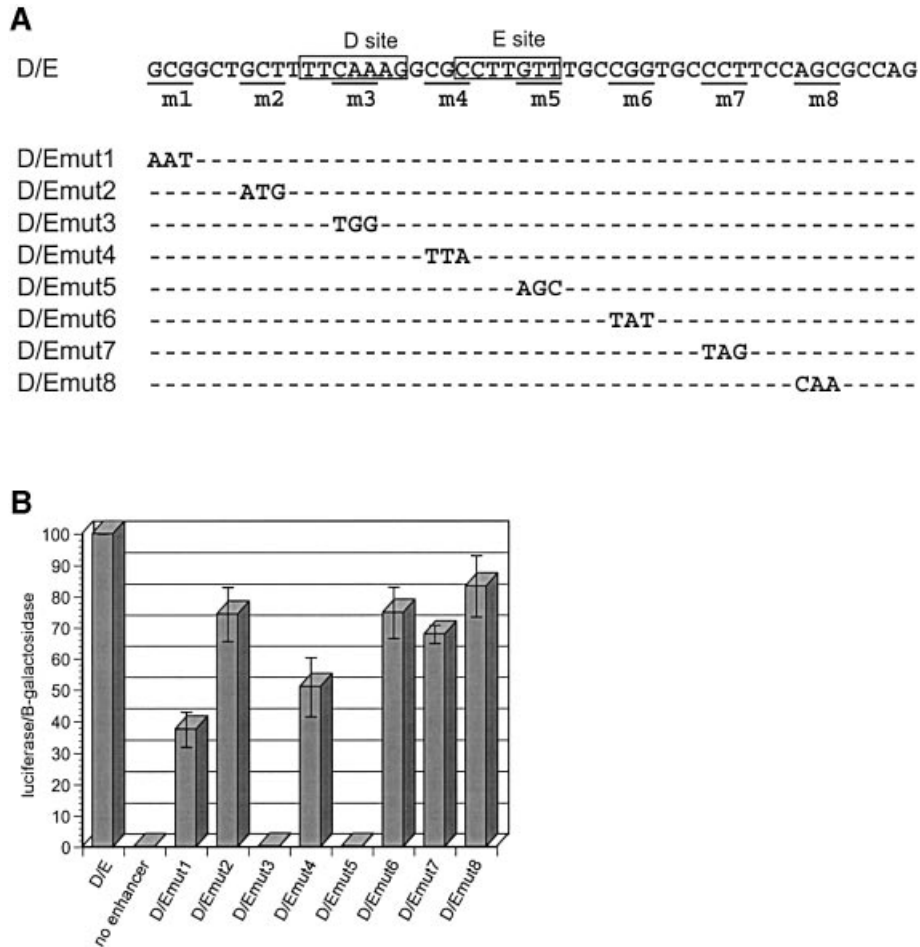 A
D site E site
D/E GCGGCTGCTTTTCAAAGGCGCCTTGTTTGCCGGTGCCCTTCCAGCGCCAG
m1 m2 m3 m4 m5 m6 m7 m8
D/Emut1 AAT-----------------------------------------------
D/Emut2 ------ATG-----------------------------------------
D/Emut3 ------------TGG-----------------------------------
D/Emut4 ------------------TTA-----------------------------
D/Emut5 ------------------------AGC-----------------------
D/Emut6 ------------------------------TAT-----------------
D/Emut7 ------------------------------------TAG-----------
D/Emut8 ------------------------------------------CAA-----
B
luciferase/B-galactosidase
100
90
80
70
60
50
40
30
20
10
0
D/E
no enhancer
D/Emut1
D/Emut2
D/Emut3
D/Emut4
D/Emut5
D/Emut6
D/Emut7
D/Emut8